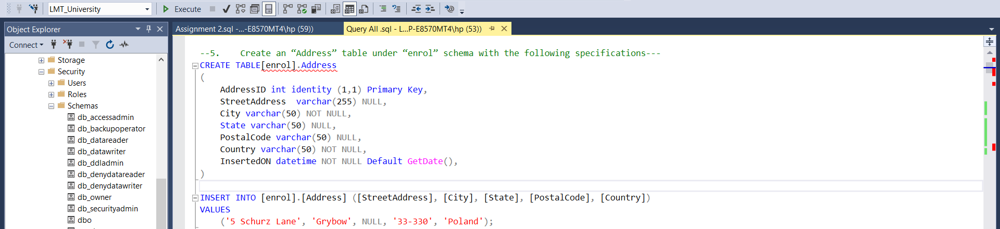 LMT_University
Execute
Object Explorer
Assignment 2.sql -...-E8570MT4\hp (59))
Query All .sql - L...P-E8570MT4\hp (53))
Connect
Storage
Security
Users
Roles
Schemas
db_accessadmin
db_backupoperator
db_datareader
db_datawriter
db_ddladmin
db_denydatareader
db_denydatawriter
db_owner
db_securityadmin
dbo
--5.    Create an “Address” table under “enrol” schema with the following specifications---
CREATE TABLE[enrol].Address
(
    AddressID int identity (1,1) Primary Key,
    StreetAddress  varchar(255) NULL,
    City varchar(50) NOT NULL,
    State varchar(50) NULL,
    PostalCode varchar(50) NULL,
    Country varchar(50) NOT NULL,
    InsertedON datetime NOT NULL Default GetDate(),
)
INSERT INTO [enrol].[Address] ([StreetAddress], [City], [State], [PostalCode], [Country])
VALUES
    ('5 Schurz Lane', 'Grybow', NULL, '33-330', 'Poland');